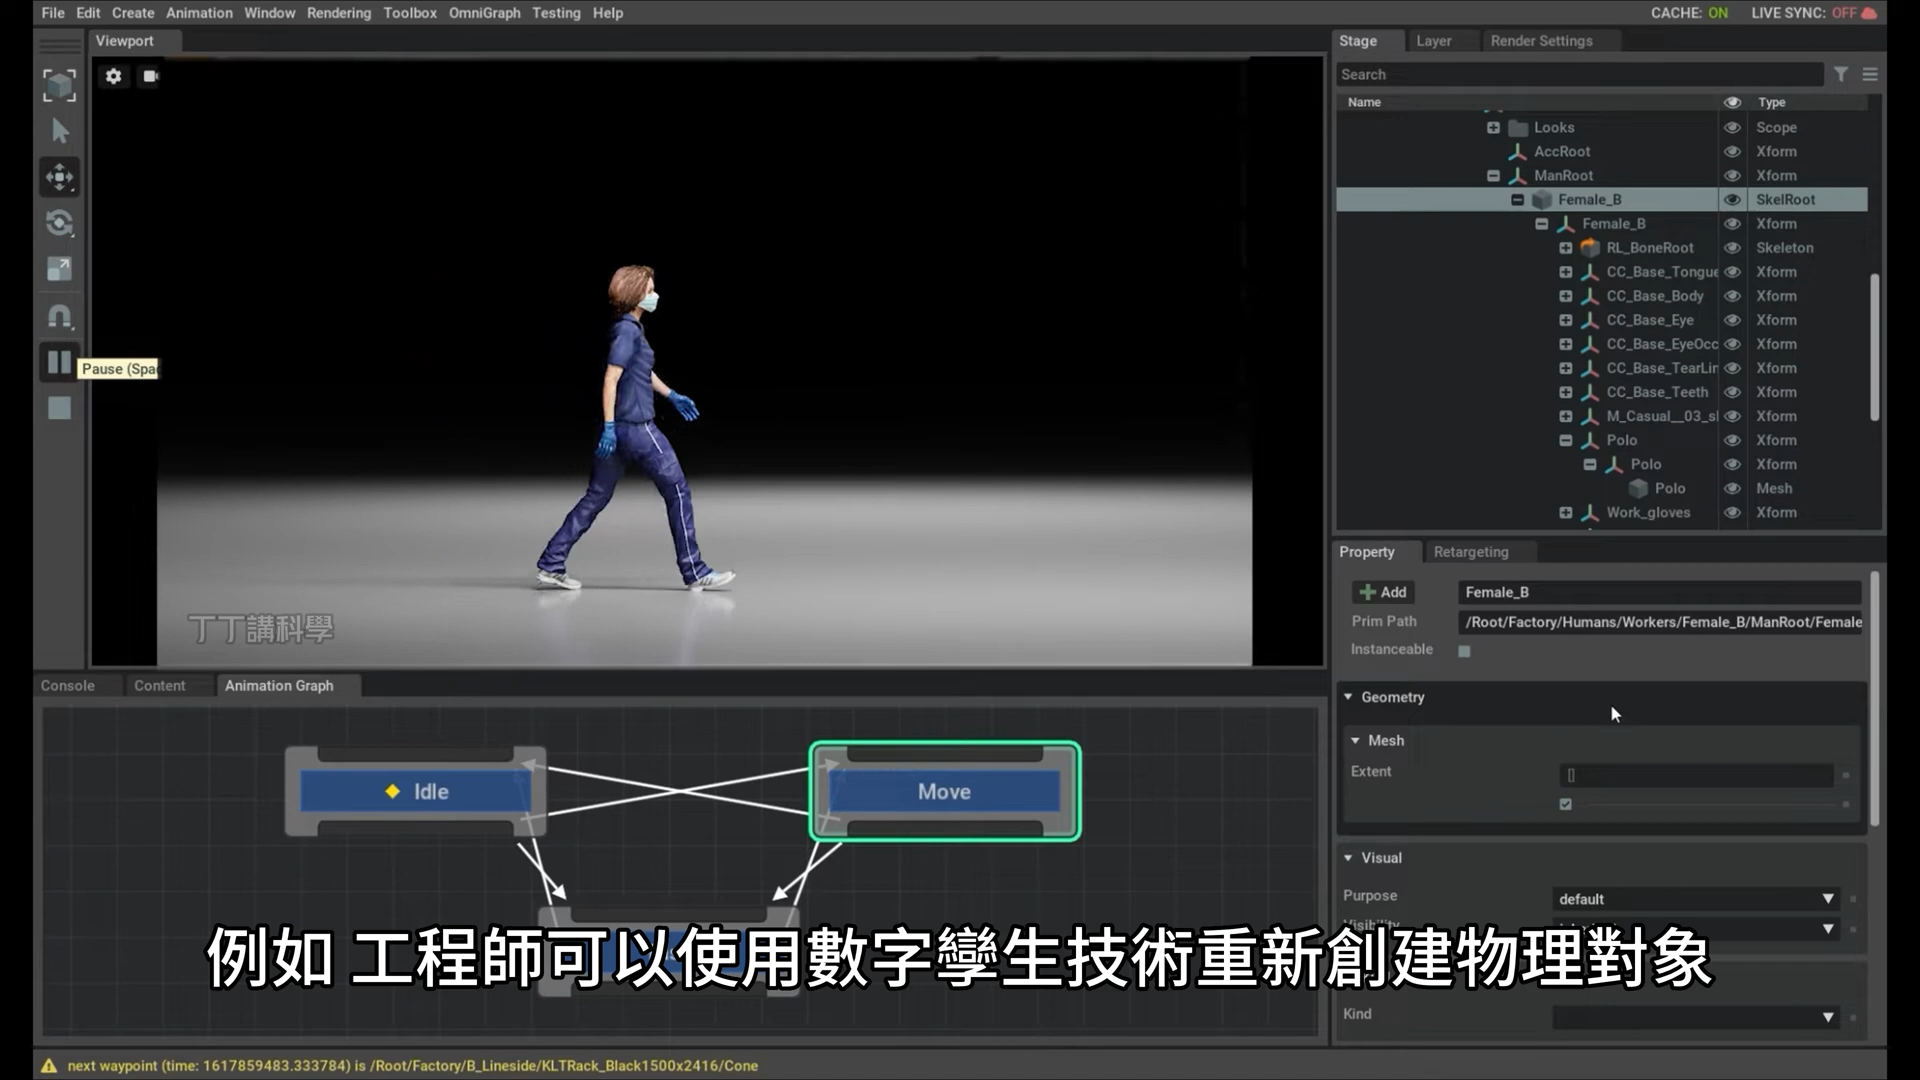 File Edit Create Animation Window Rendering Toolbox OmniGraph Testing Help
CACHE: ON LIVE SYNC: OFF
Viewport
Pause (Spa
丁丁講科學
Stage Layer Render Settings
Search
Name Type
Looks Scope
AccRoot Xform
ManRoot Xform
Female_B SkelRoot
Female_B Xform
RL_BoneRoot Skeleton
CC_Base_Tongue Xform
CC_Base_Body Xform
CC_Base_Eye Xform
CC_Base_EyeOcc Xform
CC_Base_TearLin Xform
CC_Base_Teeth Xform
M_Casual__03_sl Xform
Polo Xform
Polo Xform
Polo Mesh
Work_gloves Xform
Property Retargeting
Add Female_B
Prim Path /Root/Factory/Humans/Workers/Female_B/ManRoot/Female
Instanceable
Geometry
Mesh
Extent []
Visual
Purpose default
Visibility
Kind
Console Content Animation Graph
Idle Move
例如 工程師可以使用數字孿生技術重新創建物理對象
next waypoint (time: 1617859483.333784) is /Root/Factory/B_Lineside/KLTRack_Black1500x2416/Cone